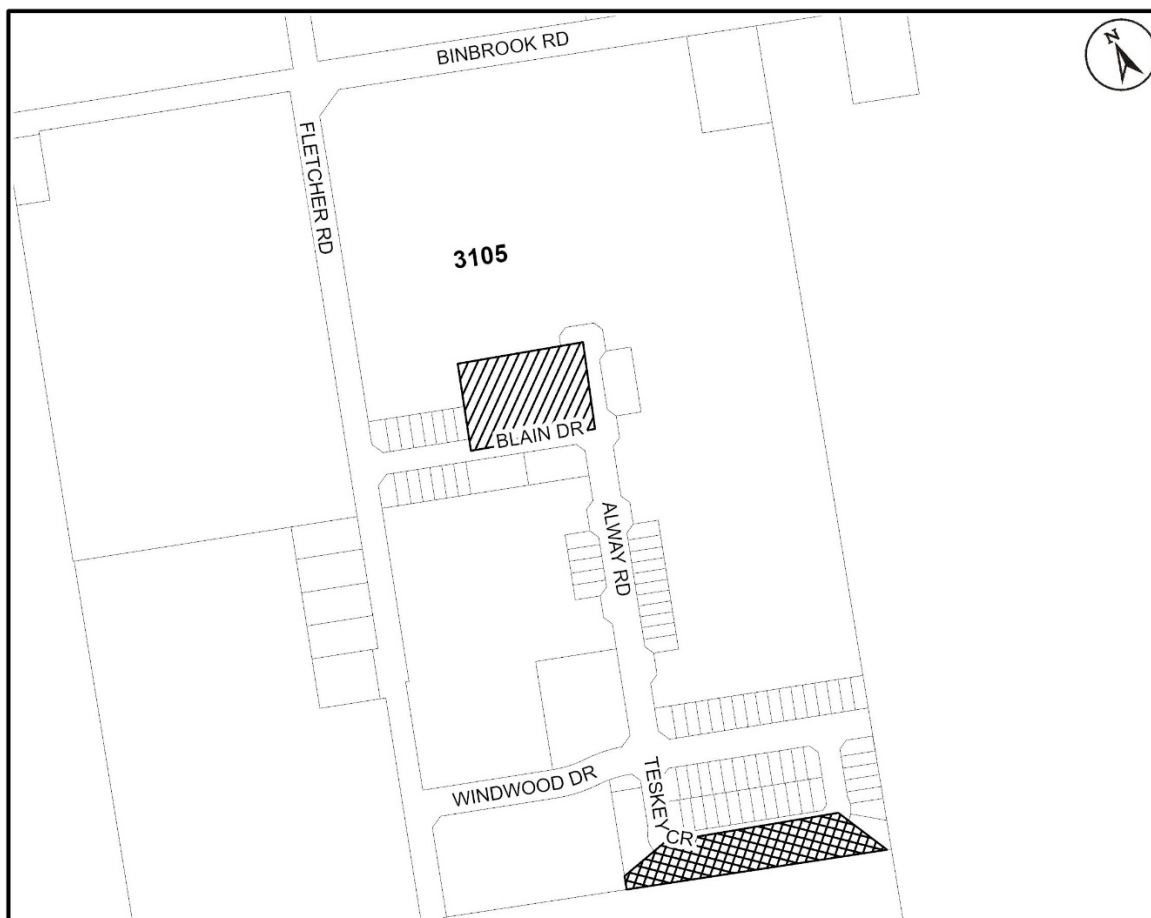 BINBROOK RD
N
FLETCHER RD
3105
BLAIN DR
ALWAY RD
WINDWOOD DR
TESKEY CR